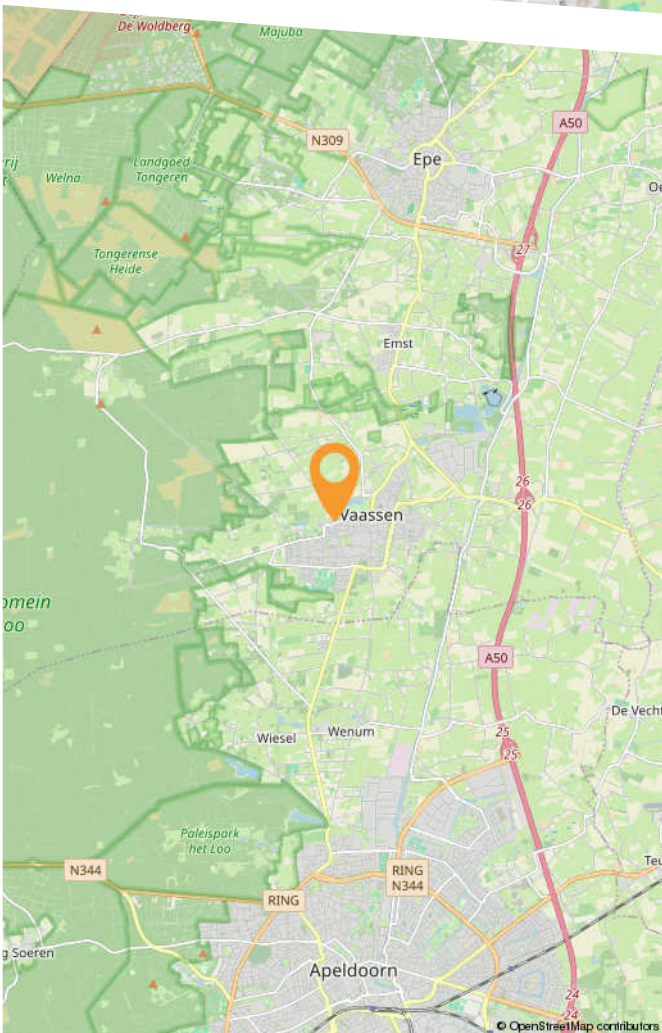 De Woldberg
Majuba
A50
N309
Epe
Landgoed
Tongeren
Welna
27
Tongerense
Heide
Emst
26
26
Vaassen
A50
De Vecht
25
25
Wiesel
Wenum
Paleispark
het Loo
N344
RING
N344
RING
g Soeren
Apeldoorn
24
24
© OpenStreetMap contributors